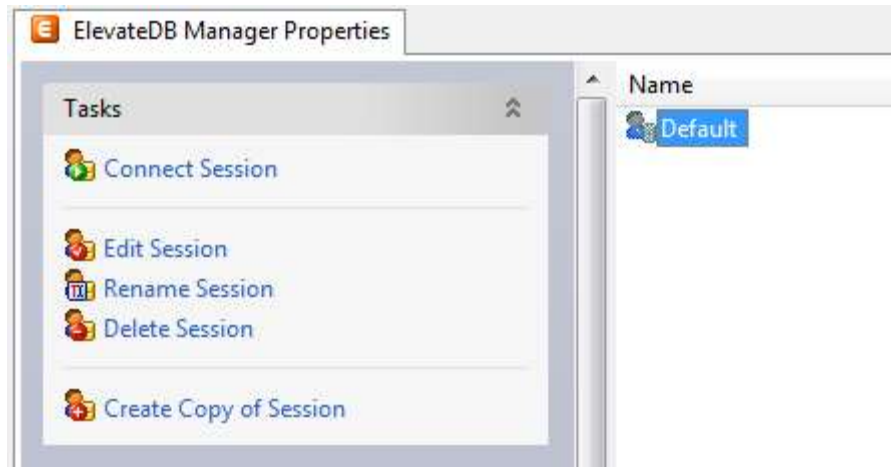 ElevateDB Manager Properties
Tasks
Connect Session
Edit Session
Rename Session
Delete Session
Create Copy of Session
Name
Default